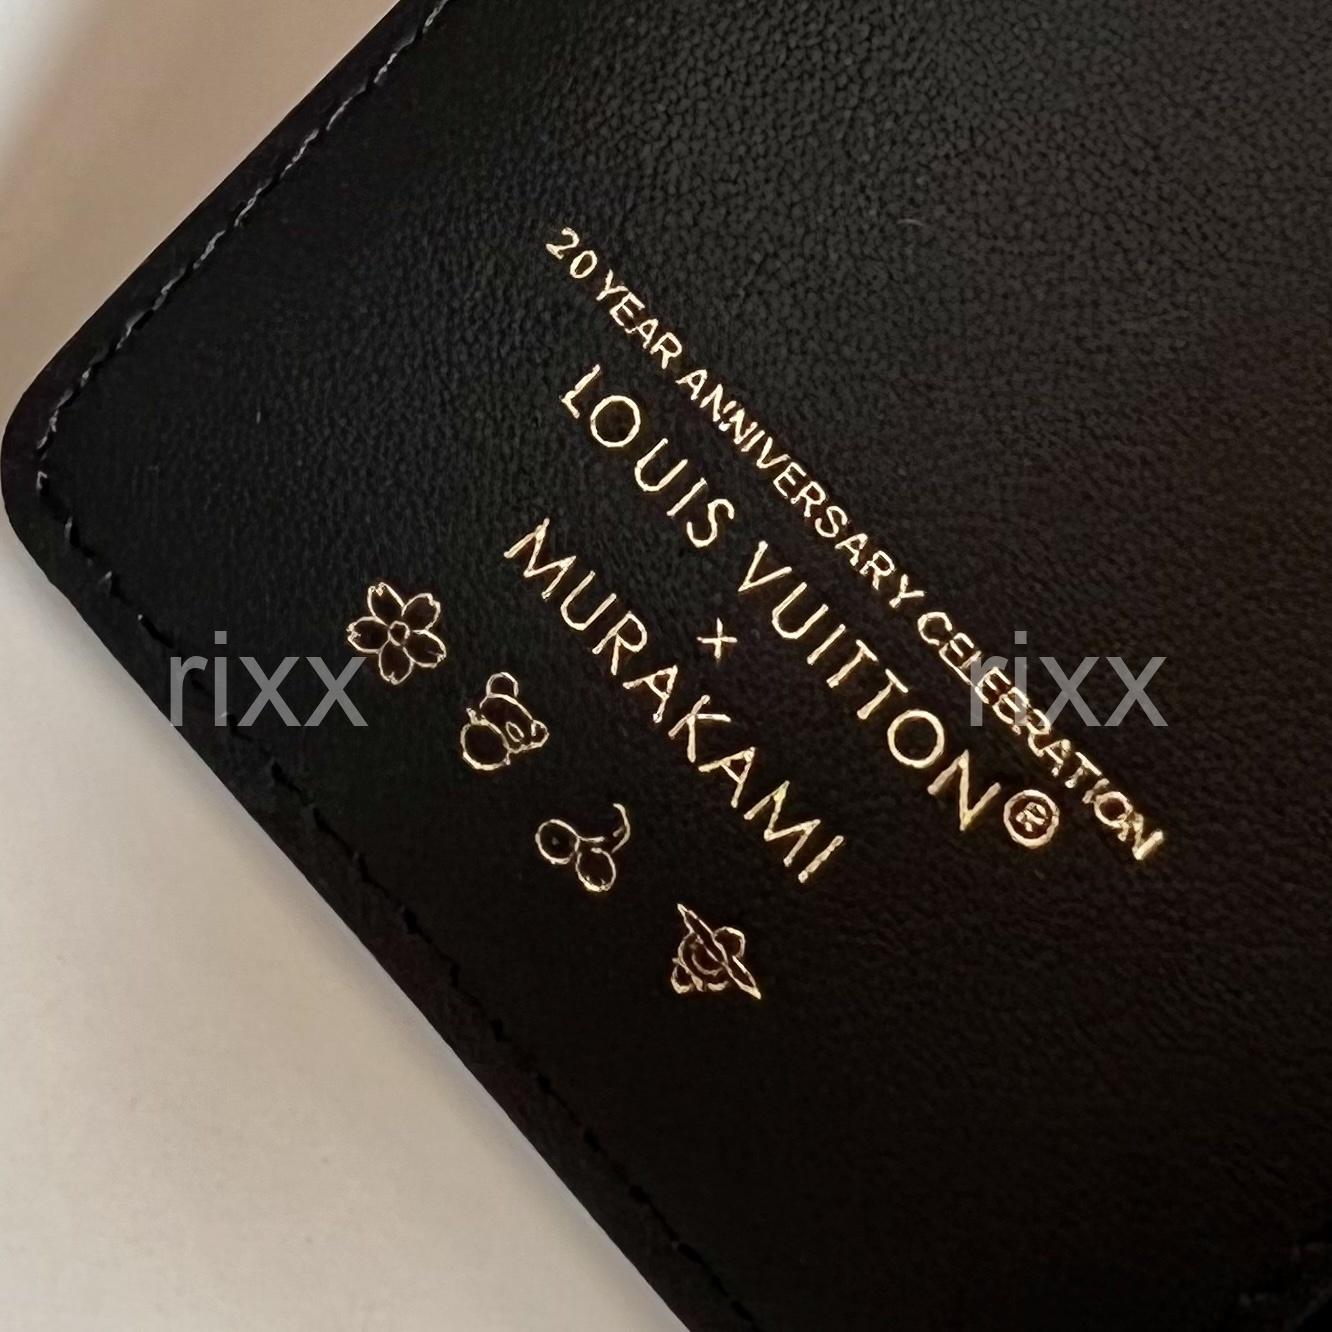 20 YEAR ANNIVERSARY CELEBRATION
LOUIS VUITTON®
×
MURAKAMI
rixx
rixx